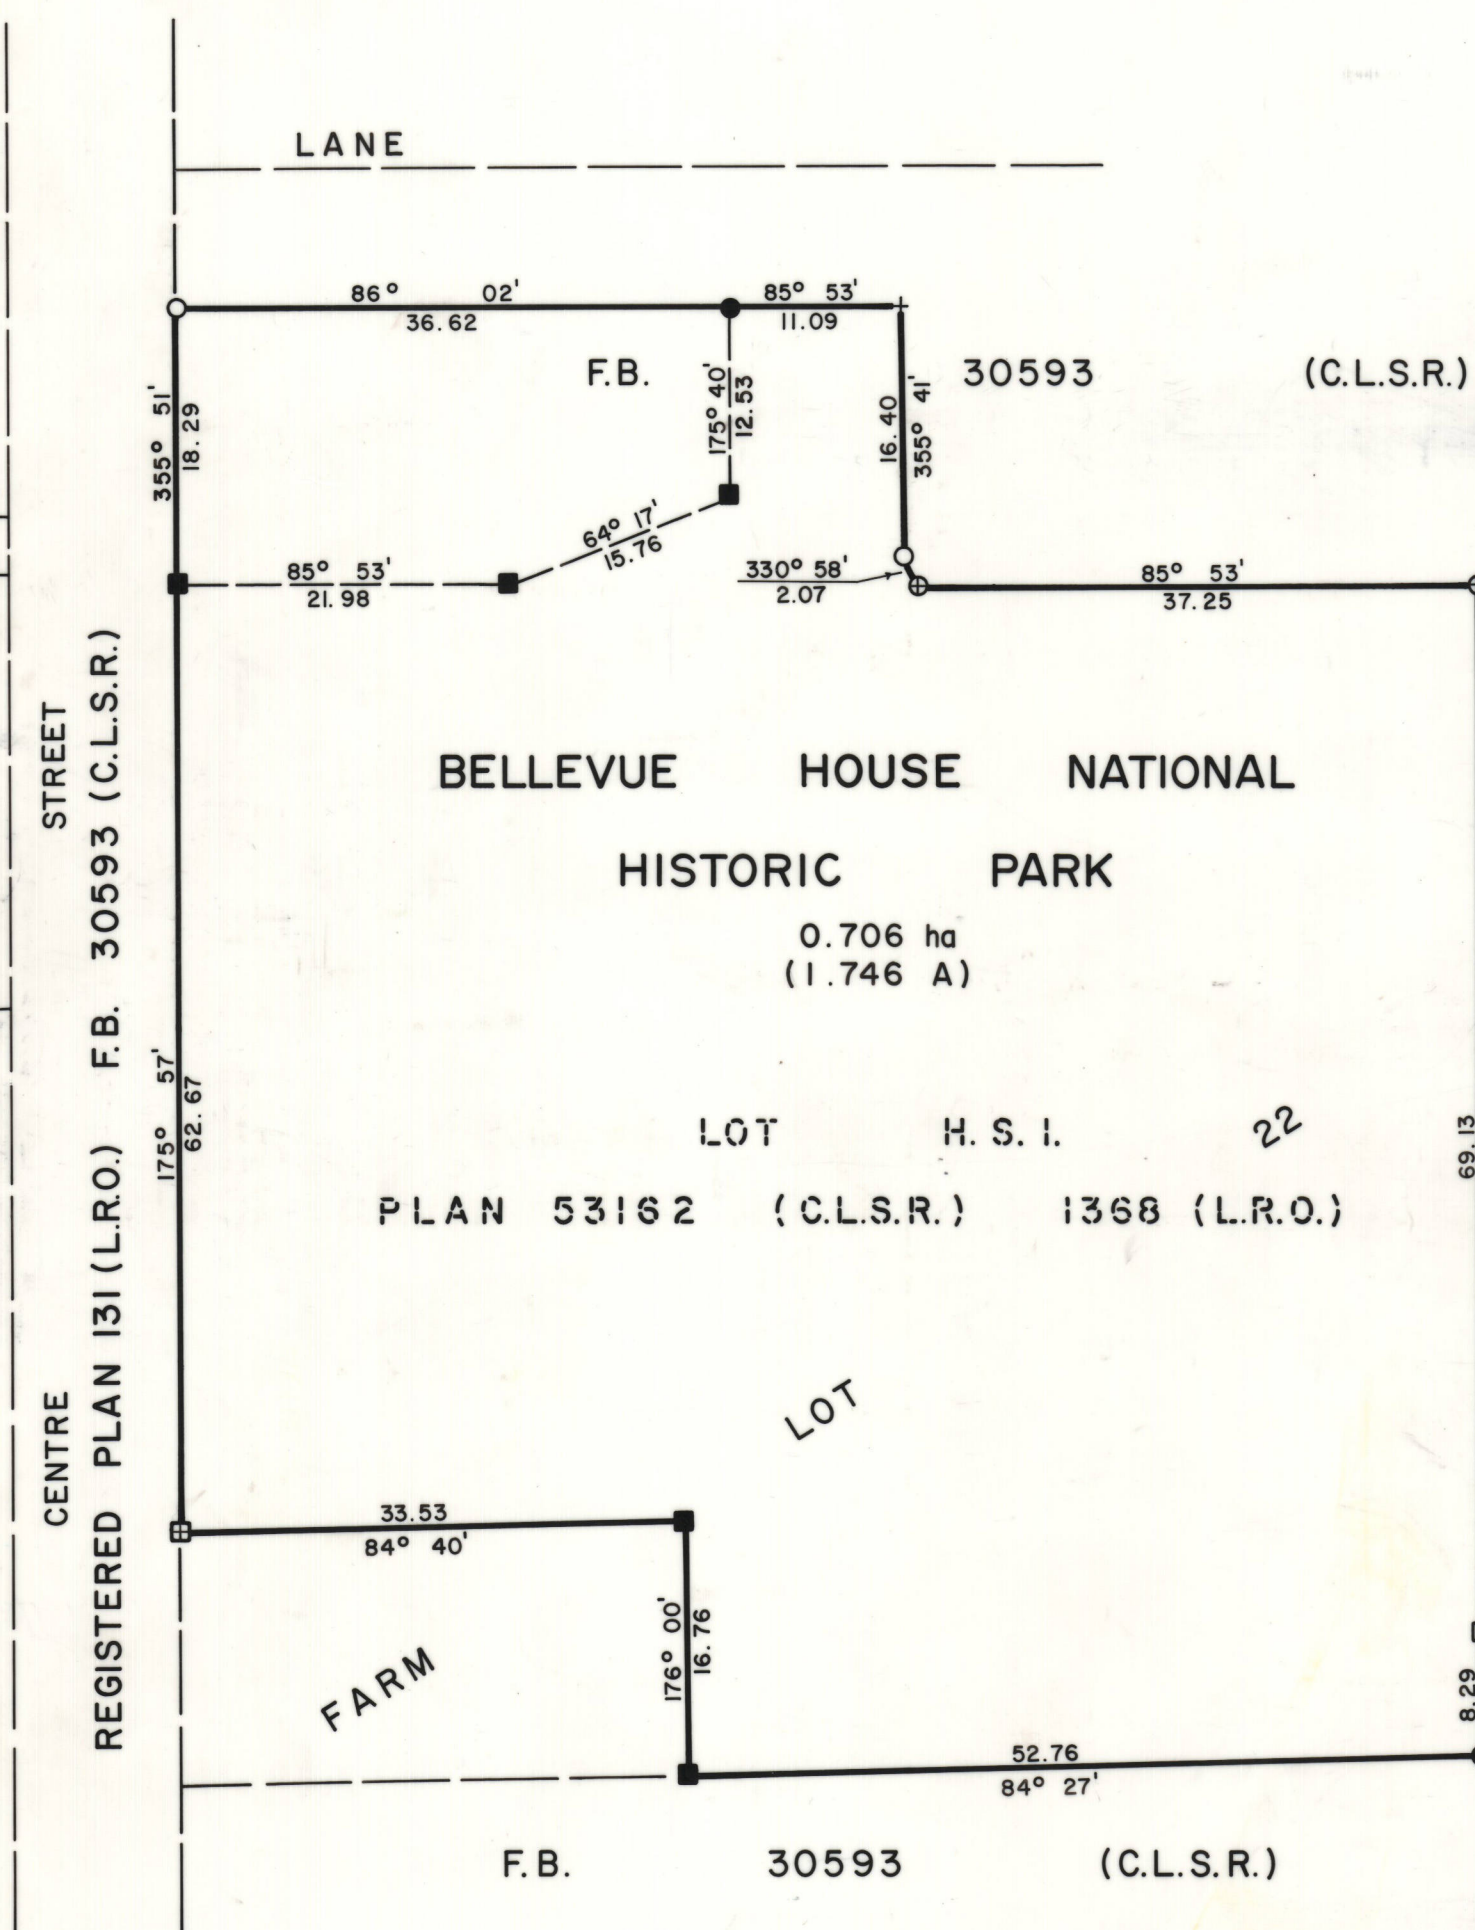 LANE
86° 02'
36.62
85° 53'
11.09
F.B. 30593 (C.L.S.R.)
355° 51'
18.29
175° 40'
12.53
16.40
355° 41'
64° 17'
15.76
85° 53'
21.98
330° 58'
2.07
85° 53'
37.25
CENTRE STREET
REGISTERED PLAN 131 (L.R.O.) F.B. 30593 (C.L.S.R.)
BELLEVUE HOUSE NATIONAL
HISTORIC PARK
0.706 ha
(1.746 A)
175° 57'
62.67
LOT H.S.I.
PLAN 53162 (C.L.S.R.) 1368 (L.R.O.)
69.13
FARM LOT 22
33.53
84° 40'
176° 00'
16.76
8.29
52.76
84° 27'
F.B. 30593 (C.L.S.R.)